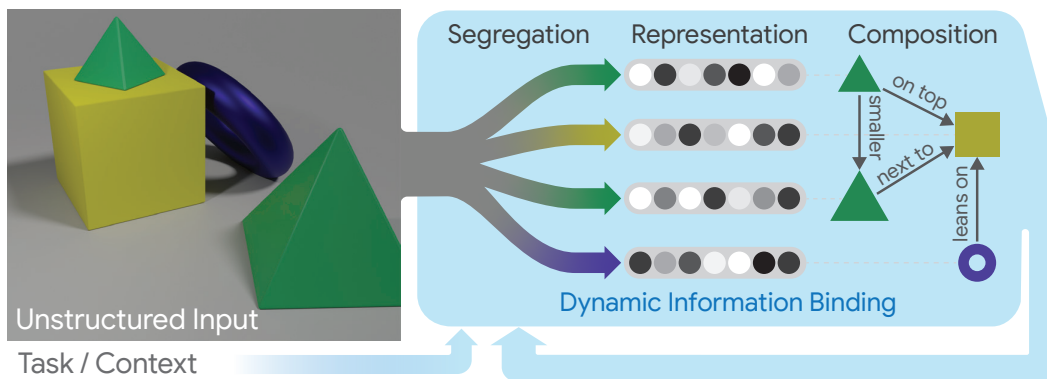 Segregation
Representation
Composition
on top
smaller
next to
leans on
Unstructured Input
Dynamic Information Binding
Task / Context